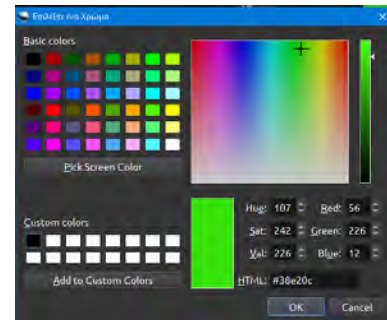 Επιλέξτε ένα Χρώμα
Basic colors
Pick Screen Color
Custom colors
Add to Custom Colors
Hue: 107 Red: 56
Sat: 242 Green: 226
Val: 226 Blue: 12
HTML: #38e20c
OK Cancel